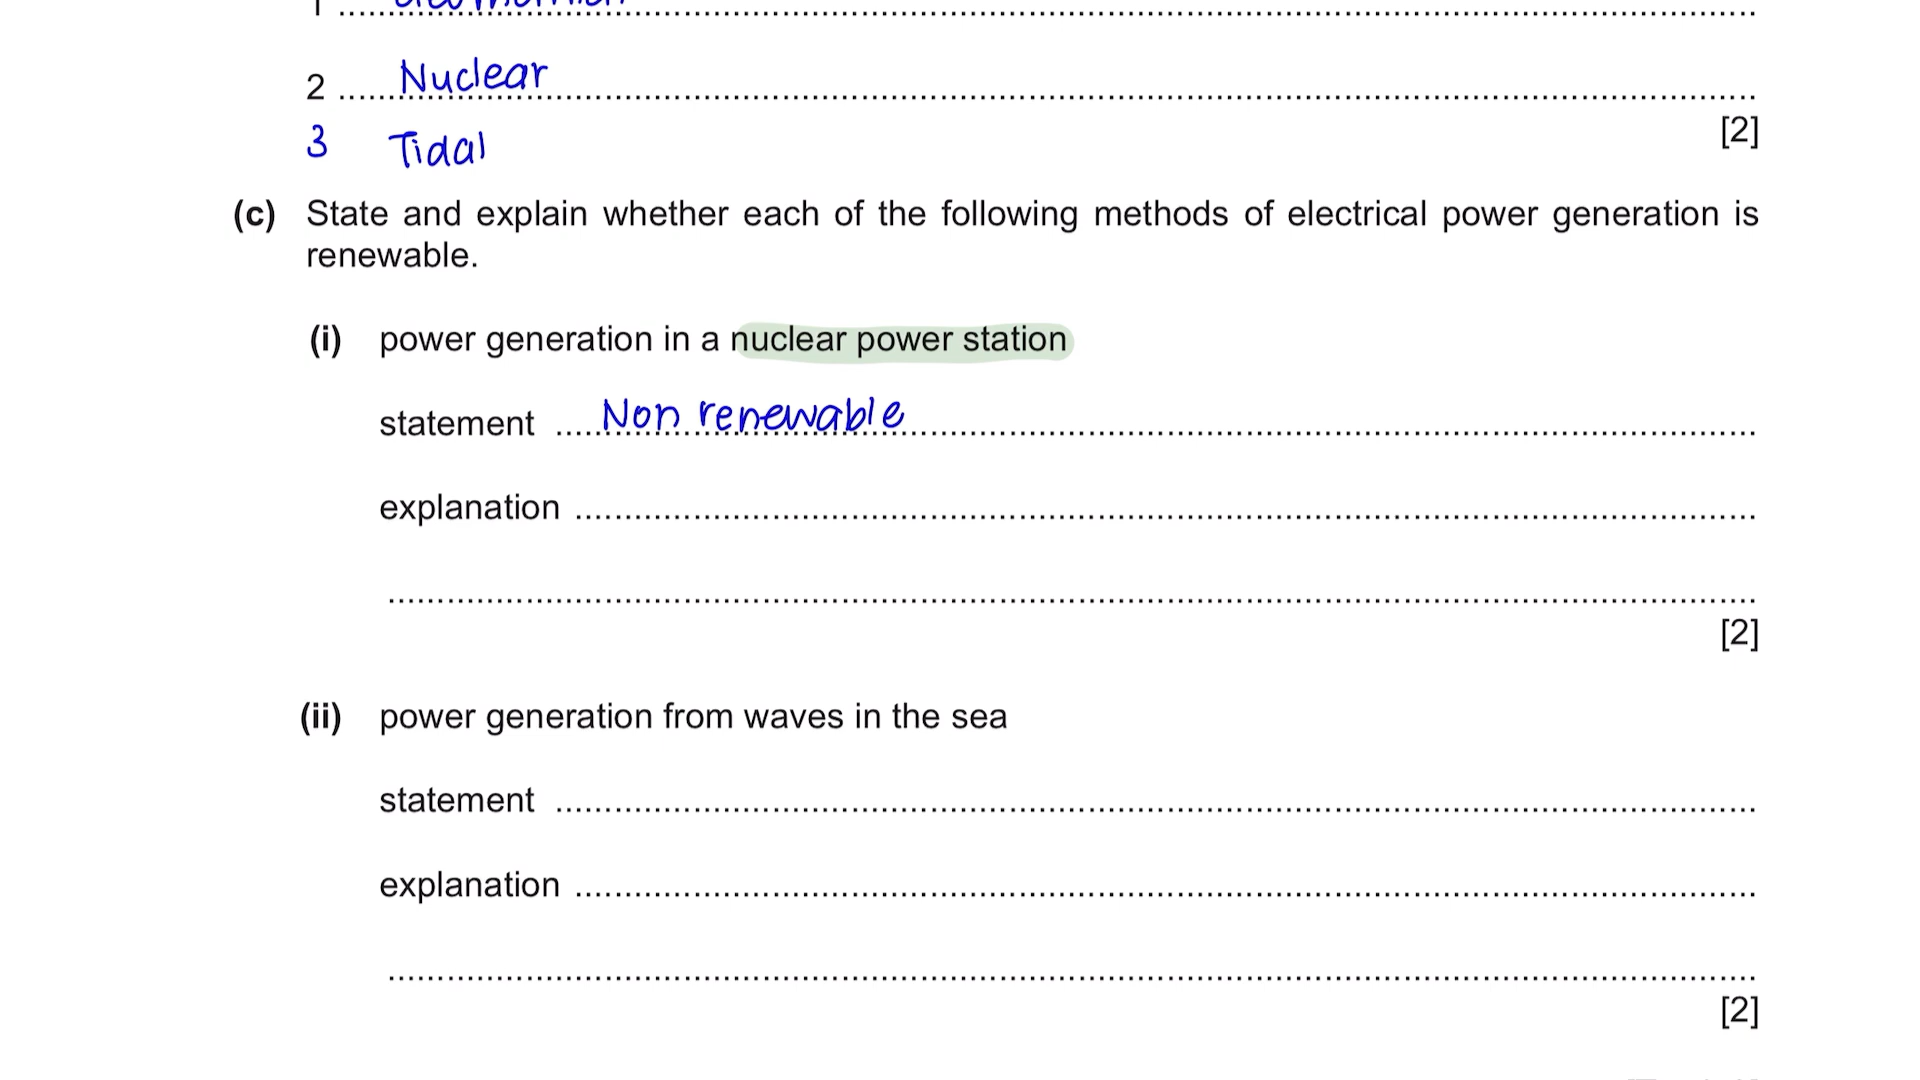 1 ..........
2 .......... Nuclear ..........
3 Tidal [2]
(c) State and explain whether each of the following methods of electrical power generation is
renewable.
(i) power generation in a nuclear power station
statement .......... Non renewable ..........
explanation ..........
..........
[2]
(ii) power generation from waves in the sea
statement ..........
explanation ..........
..........
[2]